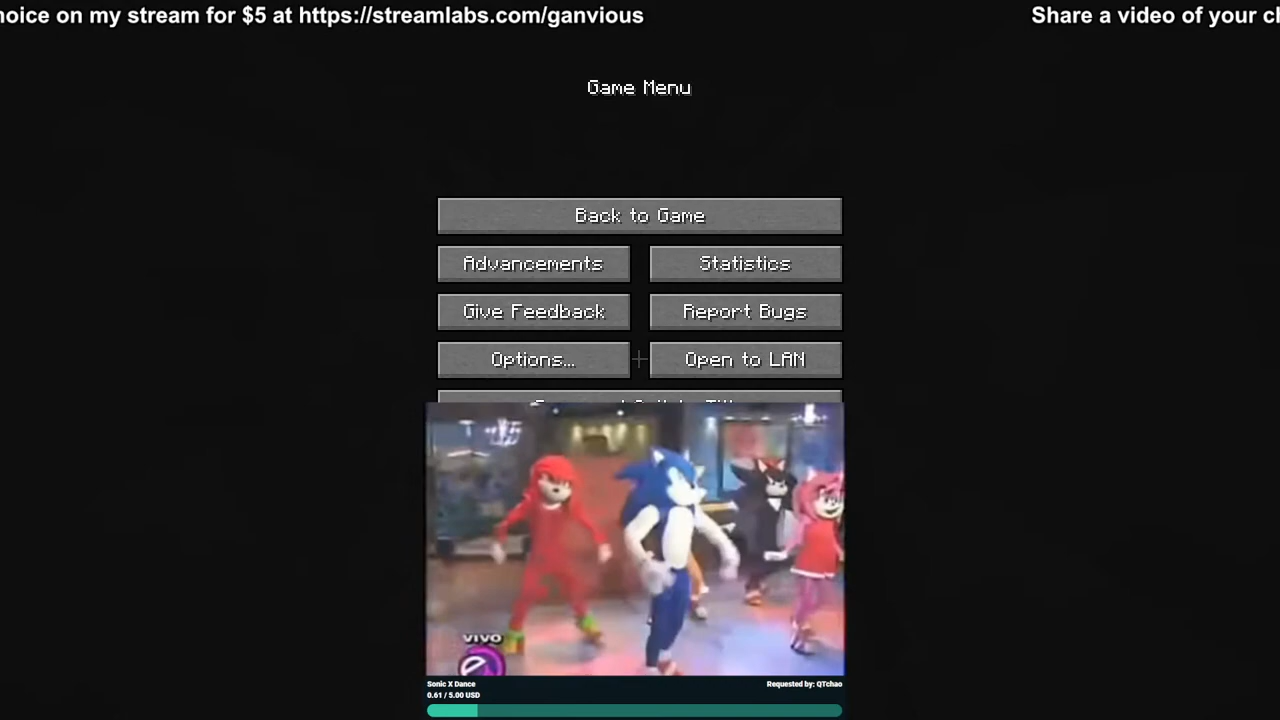 hoice on my stream for $5 at https://streamlabs.com/ganvious
Share a video of your ch
Game Menu
Back to Game
Advancements
Statistics
Give Feedback
Report Bugs
Options...
Open to LAN
VIVO
e
Sonic X Dance
Requested by: QTchao
0.61 / 5.00 USD